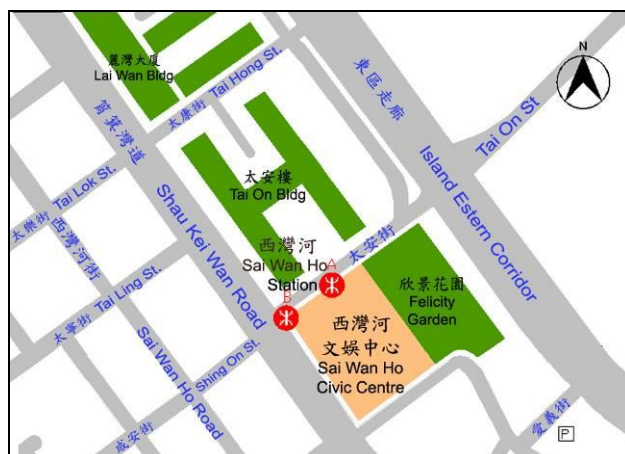 麗灣大廈
Lai Wan Bldg
太康街 Tai Hong St.
東區走廊
N
筲箕灣道
Tai On St
太安樓
Tai On Bldg
太樂街 Tai Lok St.
西灣河街
Shau Kei Wan Road
Island Estern Corridor
西灣河
Sai Wan Ho
Station
A
太安街
B
欣景花園
Felicity
Garden
太寧街 Tai Ling St.
西灣河
文娛中心
Sai Wan Ho
Civic Centre
Sai Wan Ho Road
成安街 Shing On St.
愛義街
P